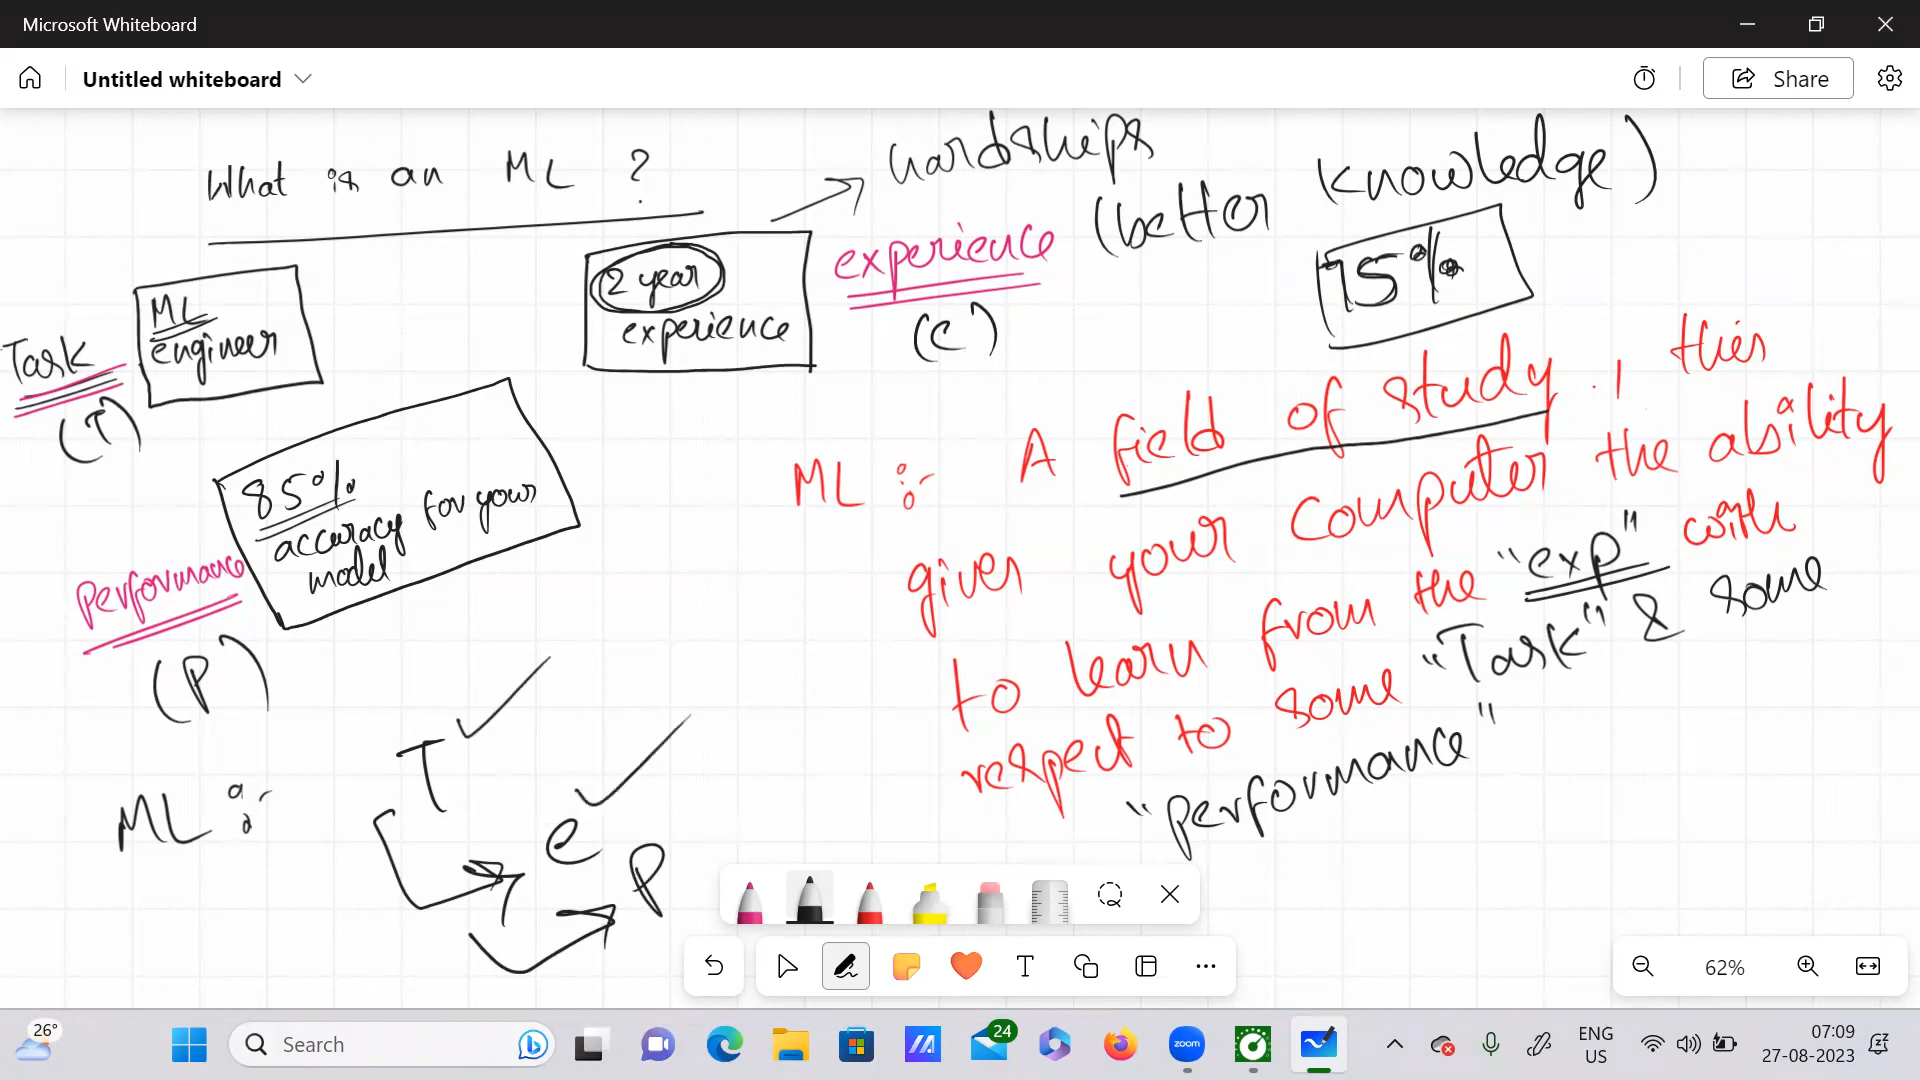 Microsoft Whiteboard
Untitled whiteboard
Share
What is an ML ?
hardships
(better knowledge)
ML
engineer
Task
(T)
2 year
experience
experience
(e)
75%
85%
accuracy for your
model
performance
(P)
ML : A field of study, this
gives your computer the ability
to learn from the "exp" with
respect to some "Task" & some
"performance"
ML :
T
e
P
62%
26°
Search
24
zoom
ENG
US
07:09
27-08-2023